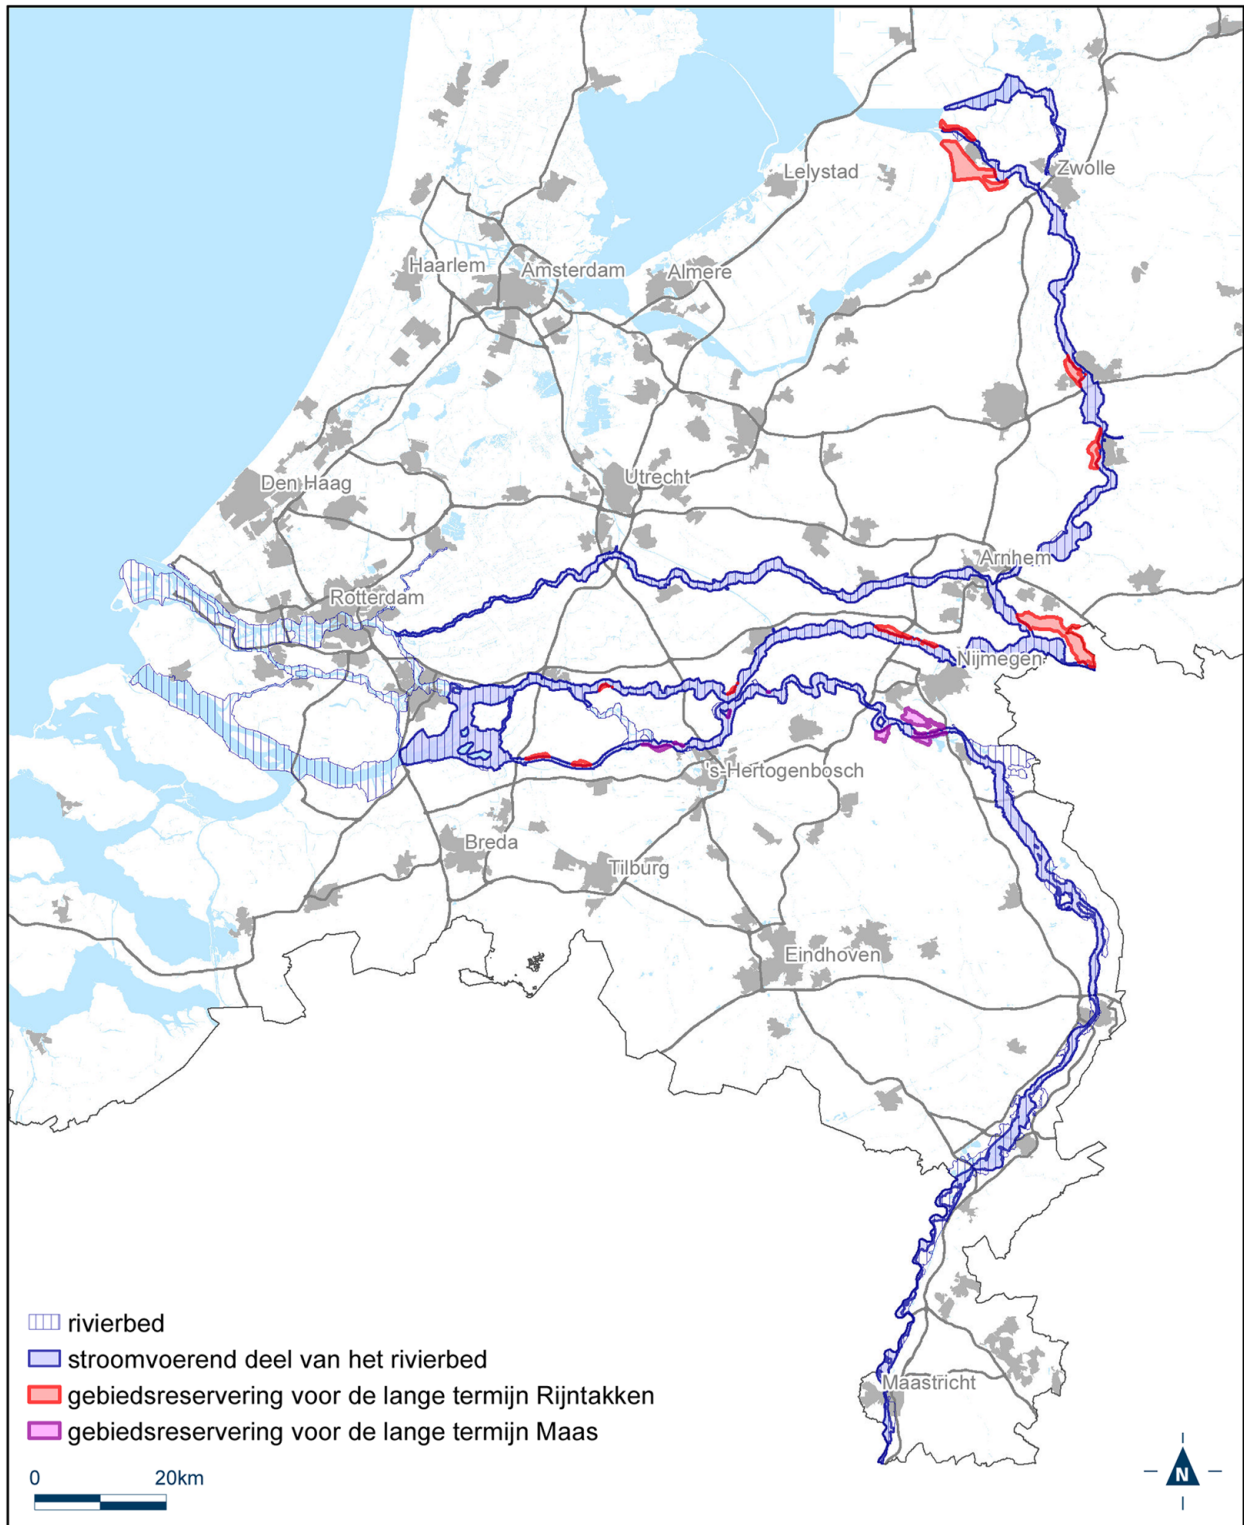 Zwolle
Lelystad
Haarlem
Amsterdam
Almere
Den Haag
Utrecht
Arnhem
Rotterdam
Nijmegen
's-Hertogenbosch
Breda
Tilburg
Eindhoven
Maastricht
rivierbed
stroomvoerend deel van het rivierbed
gebiedsreservering voor de lange termijn Rijntakken
gebiedsreservering voor de lange termijn Maas
0 20km
N